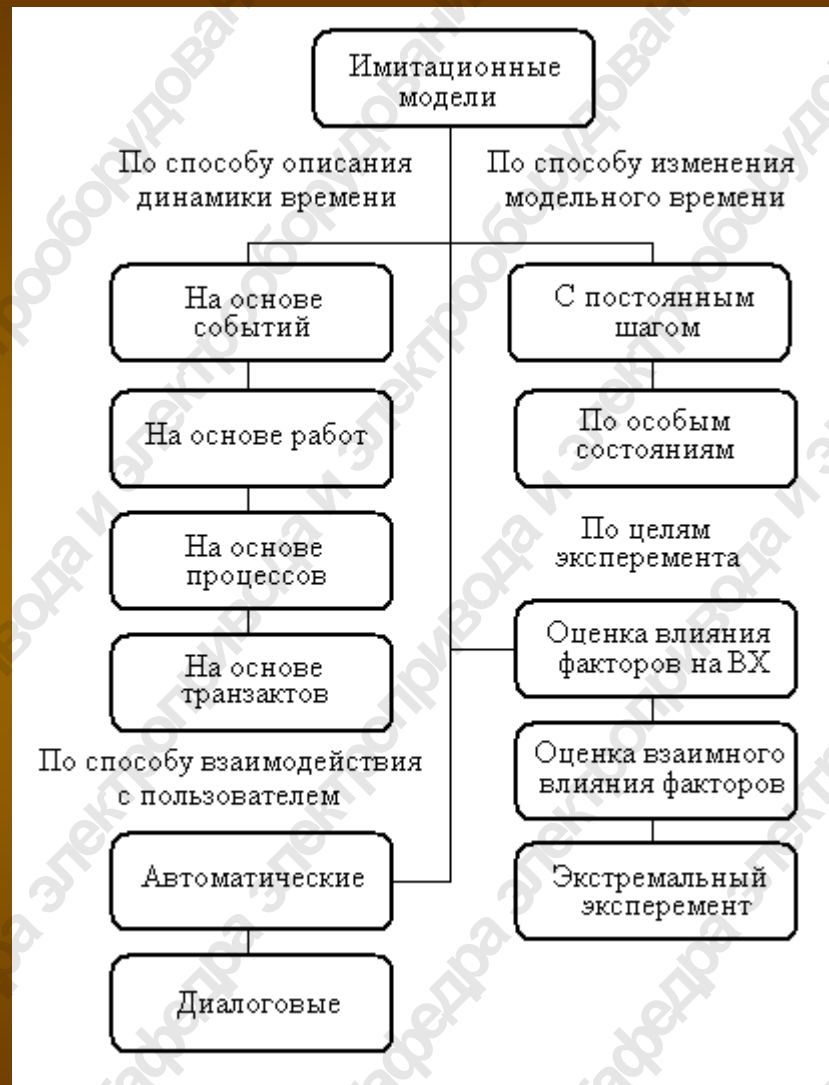 Имитационные
модели
По способу описания
динамики времени
По способу изменения
модельного времени
На основе
событий
С постоянным
шагом
На основе работ
По особым
состояниям
На основе
процессов
По целям
эксперемента
На основе
транзактов
Оценка влияния
факторов на ВХ
По способу взаимодействия
с пользователем
Оценка взаимного
влияния факторов
Автоматические
Экстремальный
эксперемент
Диалоговые